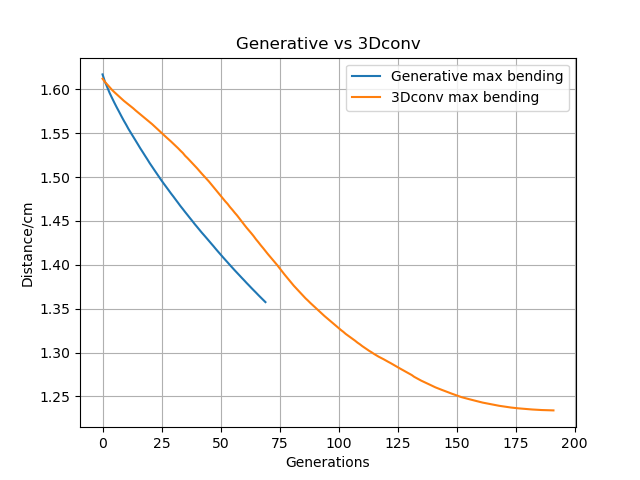 Generative vs 3Dconv
Generative max bending
3Dconv max bending
Distance/cm
1.60
1.55
1.50
1.45
1.40
1.35
1.30
1.25
0 25 50 75 100 125 150 175 200
Generations